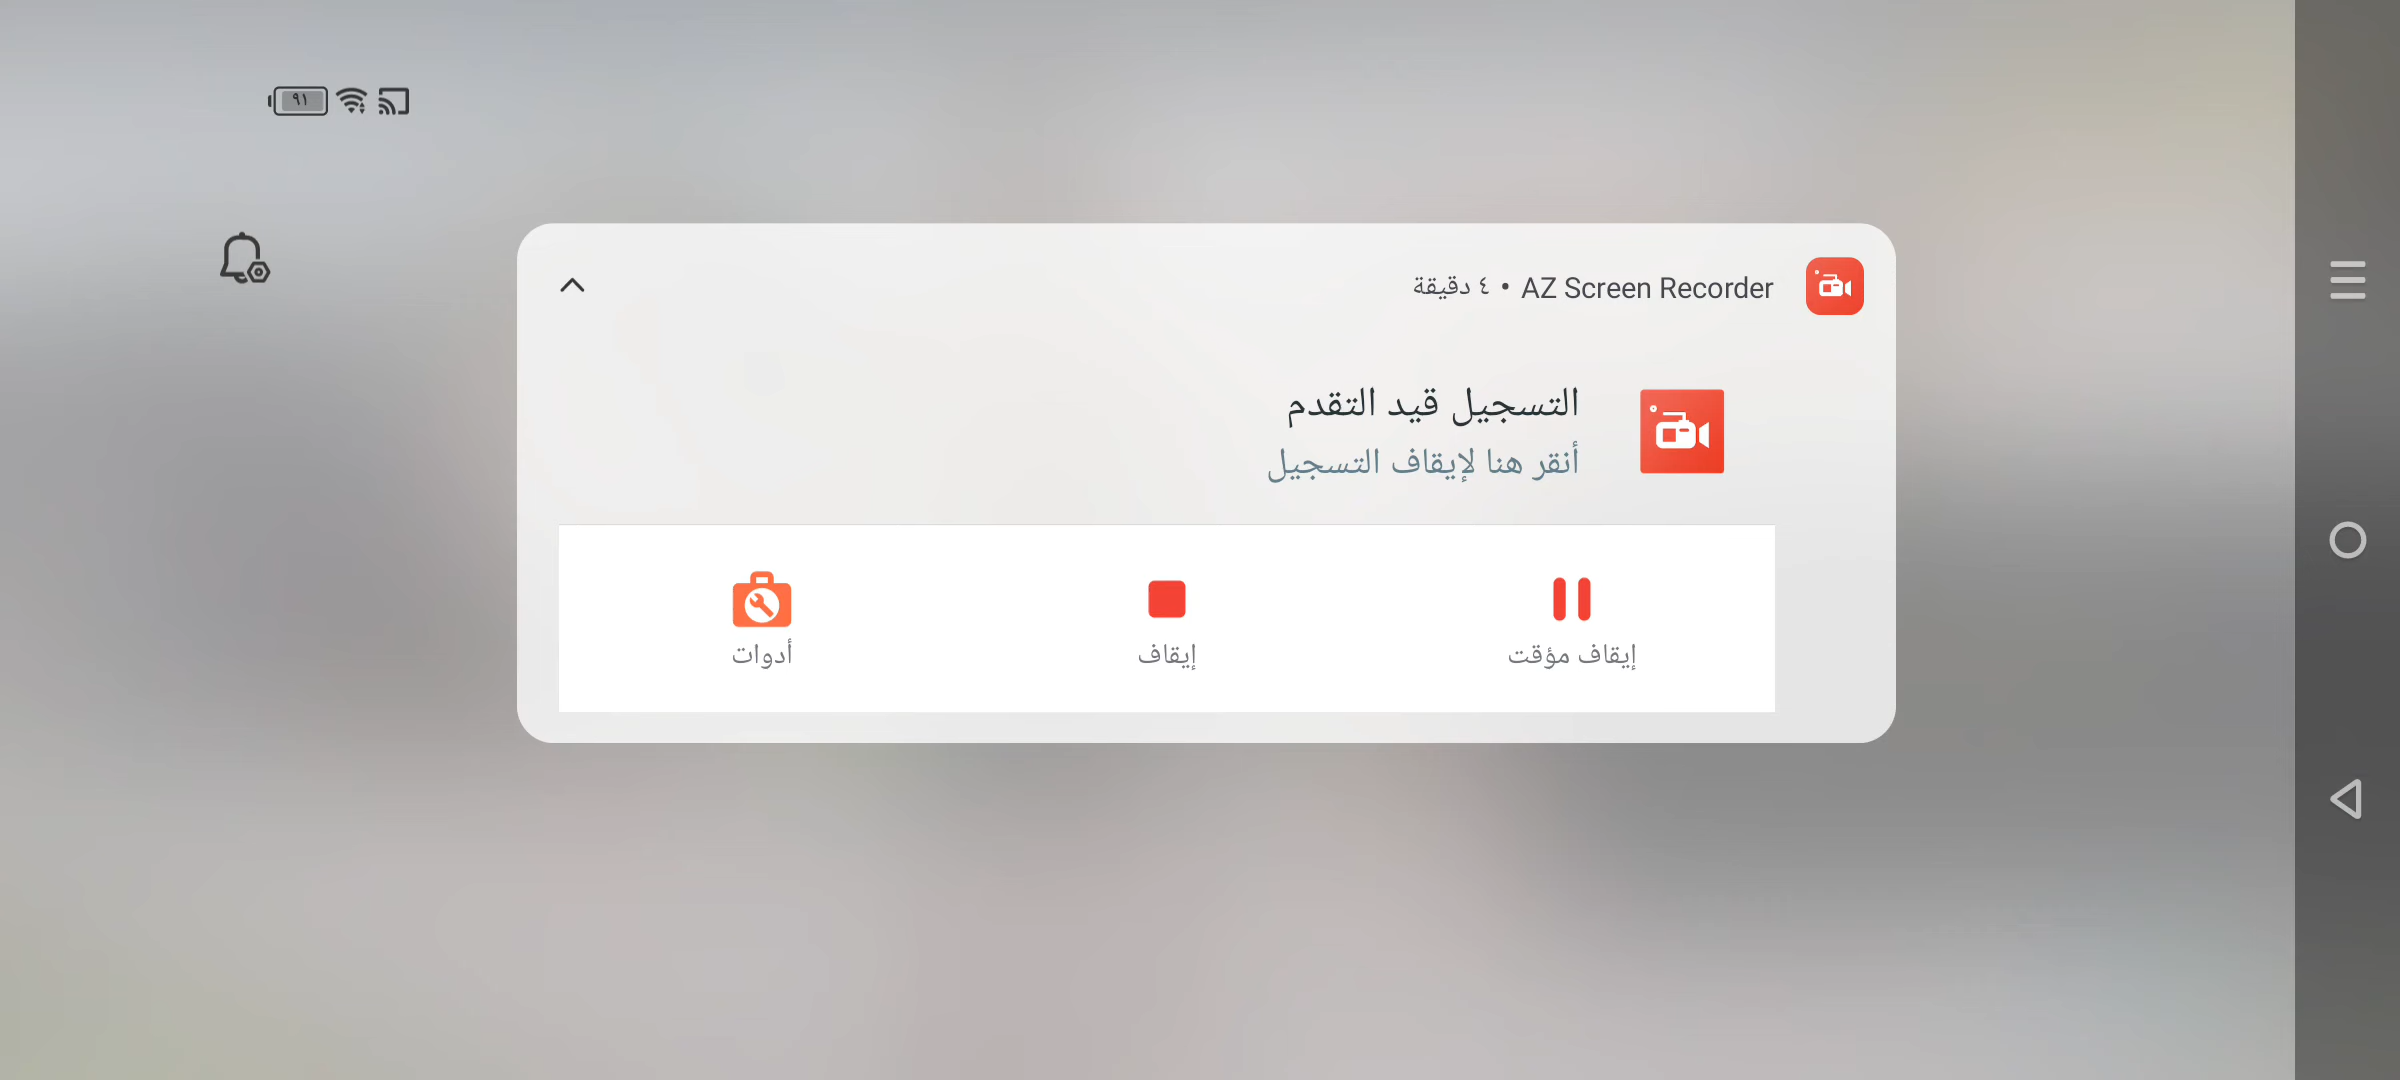 ٩١
AZ Screen Recorder • ٤ دقيقة
التسجيل قيد التقدم
أنقر هنا لإيقاف التسجيل
إيقاف مؤقت
إيقاف
أدوات